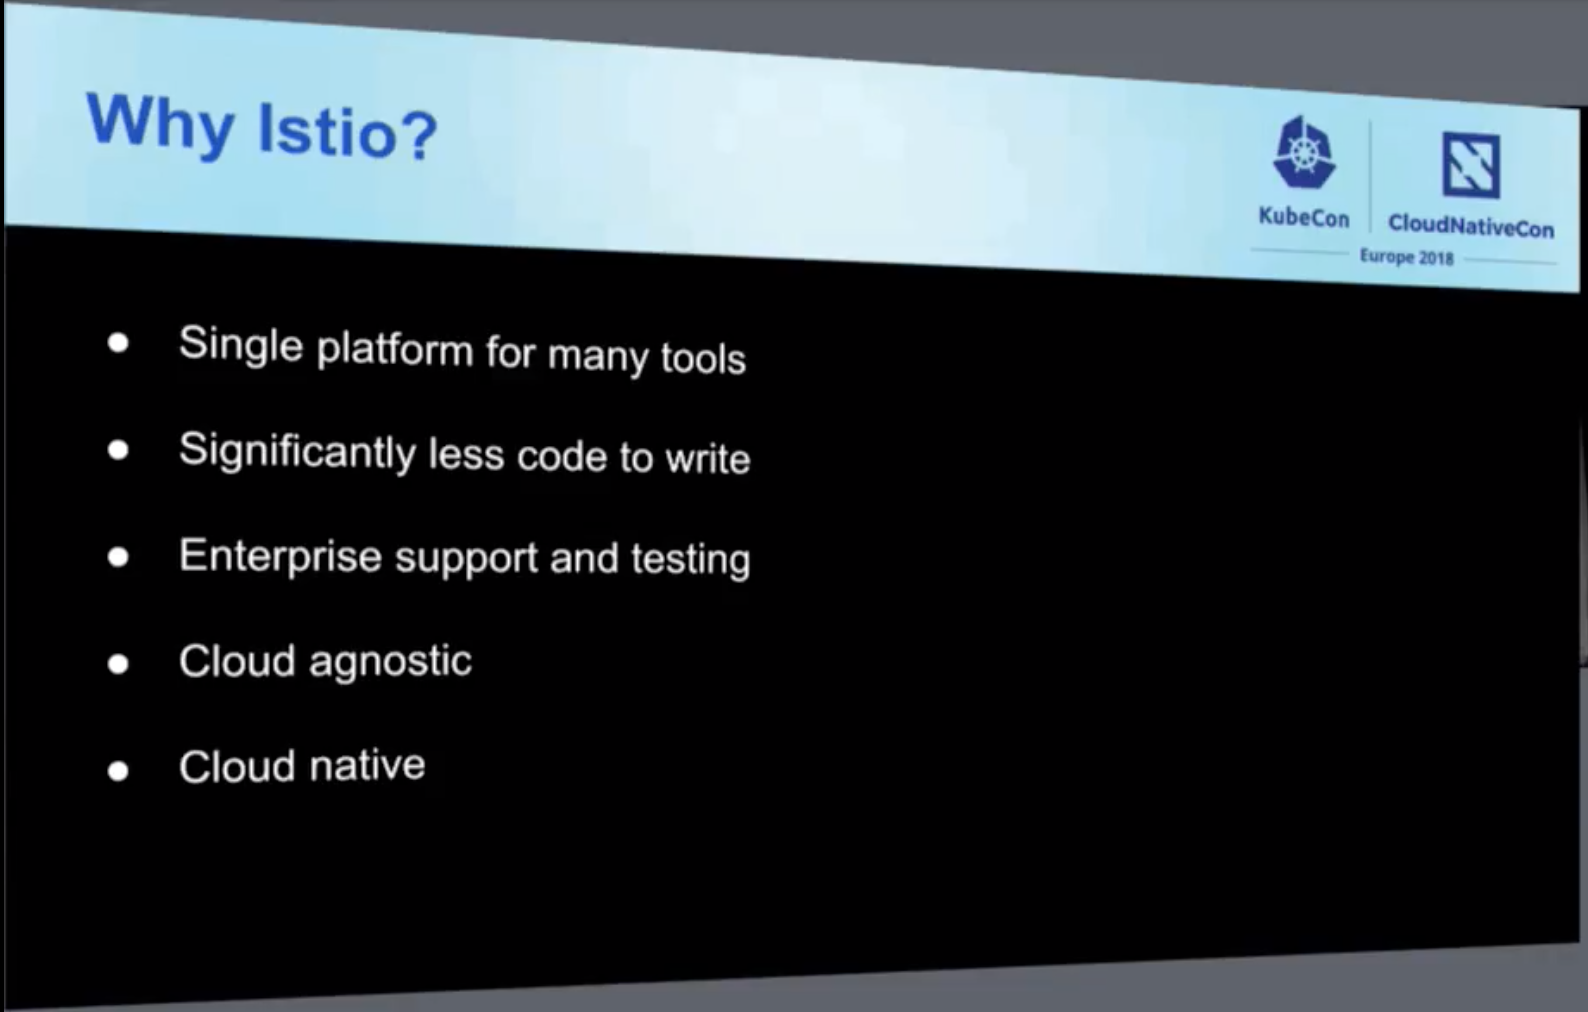 Why Istio?
KubeCon
CloudNativeCon
Europe 2018
Single platform for many tools
Significantly less code to write
Enterprise support and testing
Cloud agnostic
Cloud native